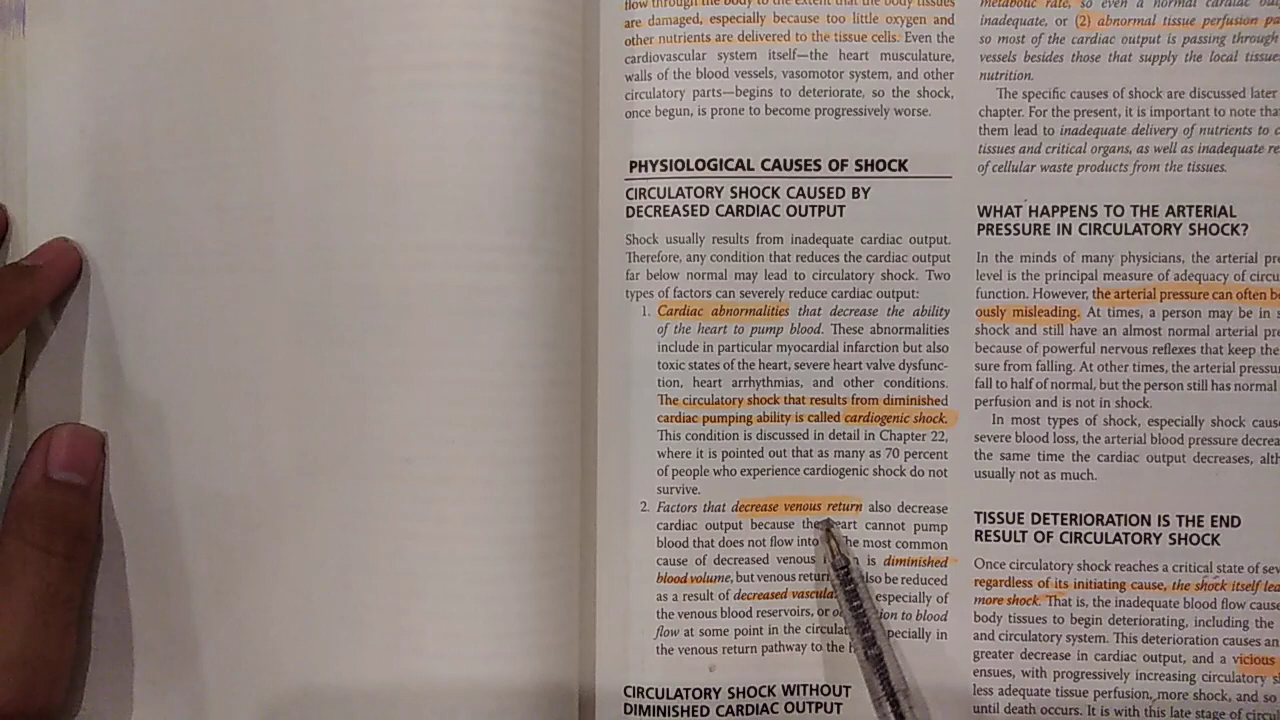 flow through the body to the extent that the body tissues
are damaged, especially because too little oxygen and
other nutrients are delivered to the tissue cells. Even the
cardiovascular system itself—the heart musculature,
walls of the blood vessels, vasomotor system, and other
circulatory parts—begins to deteriorate, so the shock,
once begun, is prone to become progressively worse.
PHYSIOLOGICAL CAUSES OF SHOCK
CIRCULATORY SHOCK CAUSED BY
DECREASED CARDIAC OUTPUT
Shock usually results from inadequate cardiac output.
Therefore, any condition that reduces the cardiac output
far below normal may lead to circulatory shock. Two
types of factors can severely reduce cardiac output:
1. Cardiac abnormalities that decrease the ability
of the heart to pump blood. These abnormalities
include in particular myocardial infarction but also
toxic states of the heart, severe heart valve dysfunc-
tion, heart arrhythmias, and other conditions.
The circulatory shock that results from diminished
cardiac pumping ability is called cardiogenic shock.
This condition is discussed in detail in Chapter 22,
where it is pointed out that as many as 70 percent
of people who experience cardiogenic shock do not
survive.
2. Factors that decrease venous return also decrease
cardiac output because the heart cannot pump
blood that does not flow into the most common
cause of decreased venous is diminished
blood volume, but venous return also be reduced
as a result of decreased especially of
the venous blood reservoirs, or to blood
flow at some point in the especially in
the venous return pathway to the
CIRCULATORY SHOCK WITHOUT
DIMINISHED CARDIAC OUTPUT
metabolic rate, so even a normal cardiac
inadequate, or (2) abnormal tissue perfusion
so most of the cardiac output is passing through
vessels besides those that supply the local
nutrition.
The specific causes of shock are discussed later
chapter. For the present, it is important to note
them lead to inadequate delivery of nutrients to
tissues and critical organs, as well as inadequate
of cellular waste products from the tissues.
WHAT HAPPENS TO THE ARTERIAL
PRESSURE IN CIRCULATORY SHOCK?
In the minds of many physicians, the arterial
level is the principal measure of adequacy of
function. However, the arterial pressure can often
ously misleading. At times, a person may be in
shock and still have an almost normal arterial
because of powerful nervous reflexes that keep the
sure from falling. At other times, the arterial
fall to half of normal, but the person still has normal
perfusion and is not in shock.
In most types of shock, especially shock
severe blood loss, the arterial blood pressure
the same time the cardiac output decreases,
usually not as much.
TISSUE DETERIORATION IS THE END
RESULT OF CIRCULATORY SHOCK
Once circulatory shock reaches a critical state of
regardless of its initiating cause, the shock itself
more shock. That is, the inadequate blood flow
body tissues to begin deteriorating, including the
and circulatory system. This deterioration causes an
greater decrease in cardiac output, and a vicious
ensues, with progressively increasing circulatory
less adequate tissue perfusion, more shock, and so
until death occurs. It is with this late stage of